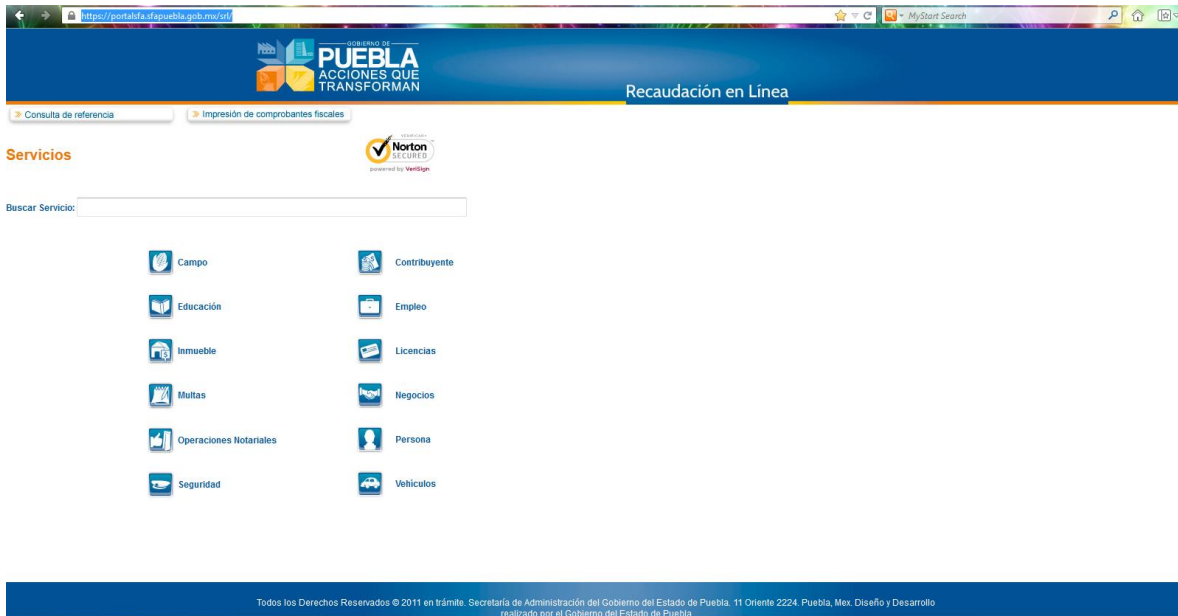 https://portalsfa.sfapuebla.gob.mx/srl/
MyStart Search
GOBIERNO DE
PUEBLA
ACCIONES QUE
TRANSFORMAN
Recaudación en Línea
Consulta de referencia
Impresión de comprobantes fiscales
Servicios
Norton
SECURED
powered by VeriSign
Buscar Servicio:
Campo
Contribuyente
Educación
Empleo
Inmueble
Licencias
Multas
Negocios
Operaciones Notariales
Persona
Seguridad
Vehículos
Todos los Derechos Reservados © 2011 en trámite. Secretaría de Administración del Gobierno del Estado de Puebla. 11 Oriente 2224. Puebla, Mex. Diseño y Desarrollo
realizado por el Gobierno del Estado de Puebla